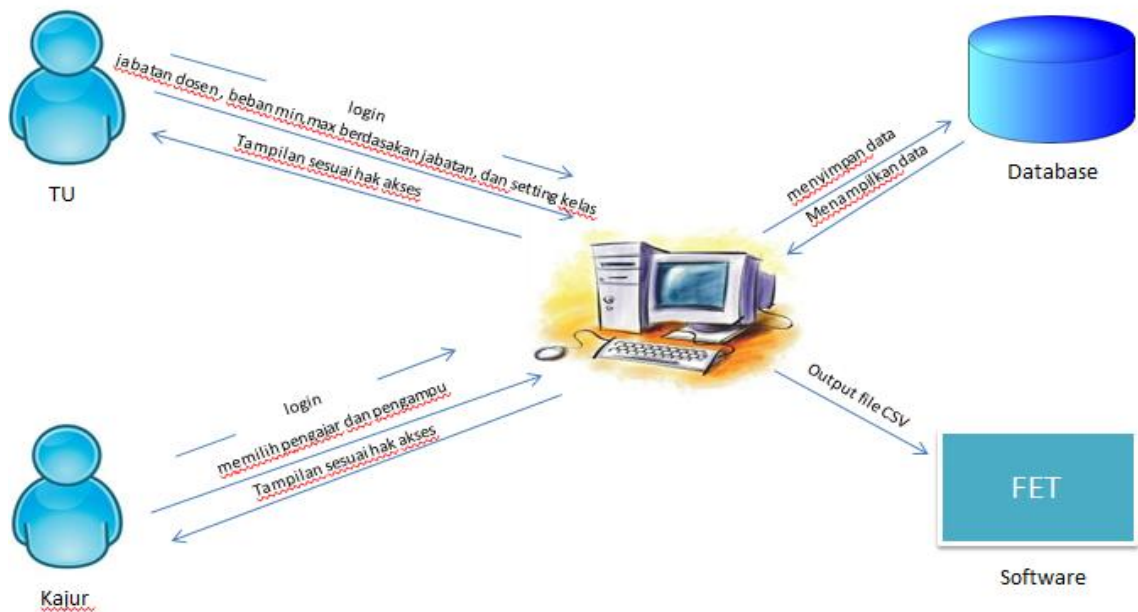 login
jabatan dosen, beban min,max berdasakan jabatan, dan setting kelas
Tampilan sesuai hak akses
TU
menyimpan data
Menampilkan data
Database
login
memilih pengajar dan pengampu
Tampilan sesuai hak akses
Kajur
Output file CSV
FET
Software